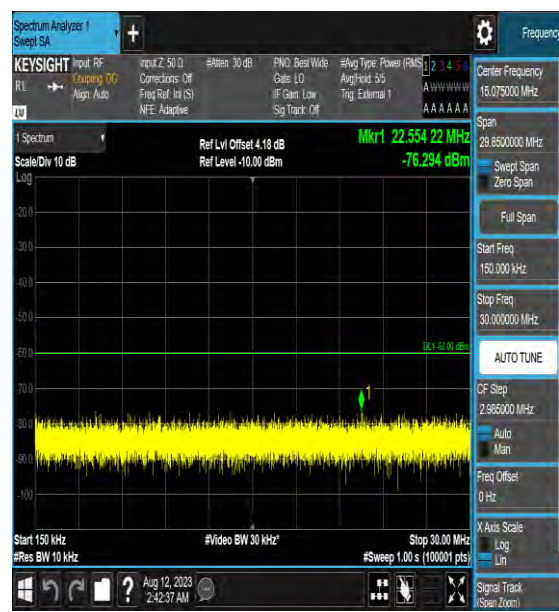 Spectrum Analyzer 1
Swept SA
Frequency
KEYSIGHT
Input: RF
Coupling: DC
Align: Auto
Input Z: 50 Ω
Corrections: Off
Freq Ref: Int (S)
NFE: Adaptive
#Atten: 30 dB
PNO: Best Wide
Gate: LO
IF Gain: Low
Sig Track: Off
#Avg Type: Power (RMS
Avg|Hold: 5/5
Trig: External 1
1 2 3 4 5 6
A W W W W W
A A A A A A
1 Spectrum
Scale/Div 10 dB
Log
Ref Lvl Offset 4.18 dB
Ref Level -10.00 dBm
Mkr1 22.554 22 MHz
-76.294 dBm
-20.0
-30.0
-40.0
-50.0
-60.0
-70.0
-80.0
-90.0
-100
DL1 -60.00 dBm
1
Start 150 kHz
#Res BW 10 kHz
#Video BW 30 kHz*
Stop 30.00 MHz
#Sweep 1.00 s (100001 pts)
Aug 12, 2023
2:42:37 AM
Center Frequency
15.075000 MHz
Span
29.8500000 MHz
Swept Span
Zero Span
Full Span
Start Freq
150.000 kHz
Stop Freq
30.000000 MHz
AUTO TUNE
CF Step
2.985000 MHz
Auto
Man
Freq Offset
0 Hz
X Axis Scale
Log
Lin
Signal Track
(Span Zoom)